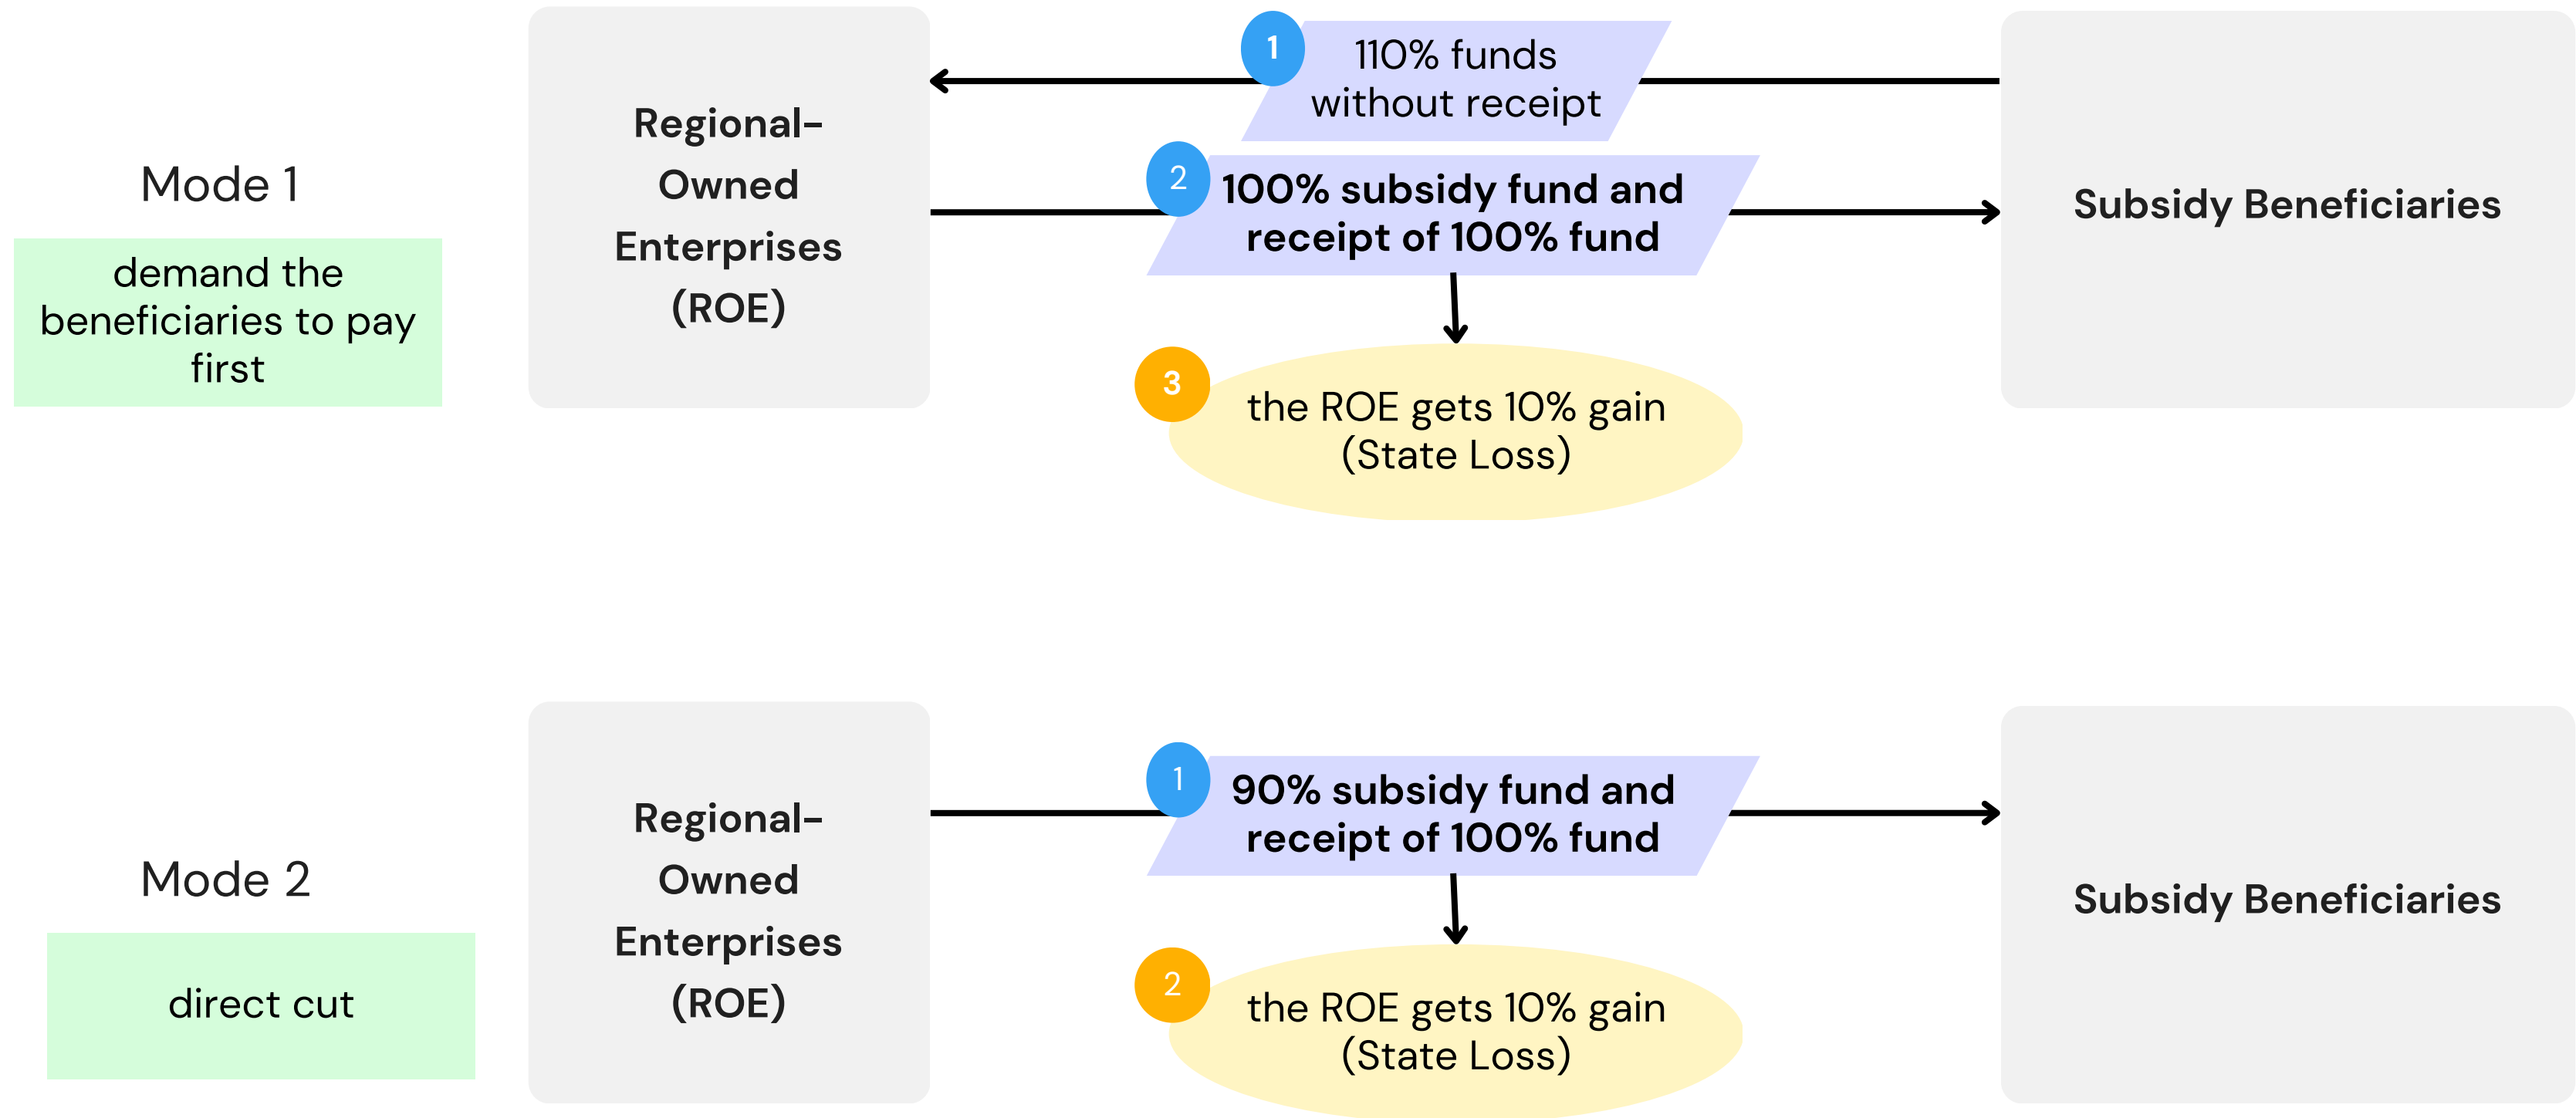 Mode 1
demand the
beneficiaries to pay
first
Regional-
Owned
Enterprises
(ROE)
1
110% funds
without receipt
2
100% subsidy fund and
receipt of 100% fund
3
the ROE gets 10% gain
(State Loss)
Subsidy Beneficiaries
Mode 2
direct cut
Regional-
Owned
Enterprises
(ROE)
1
90% subsidy fund and
receipt of 100% fund
2
the ROE gets 10% gain
(State Loss)
Subsidy Beneficiaries